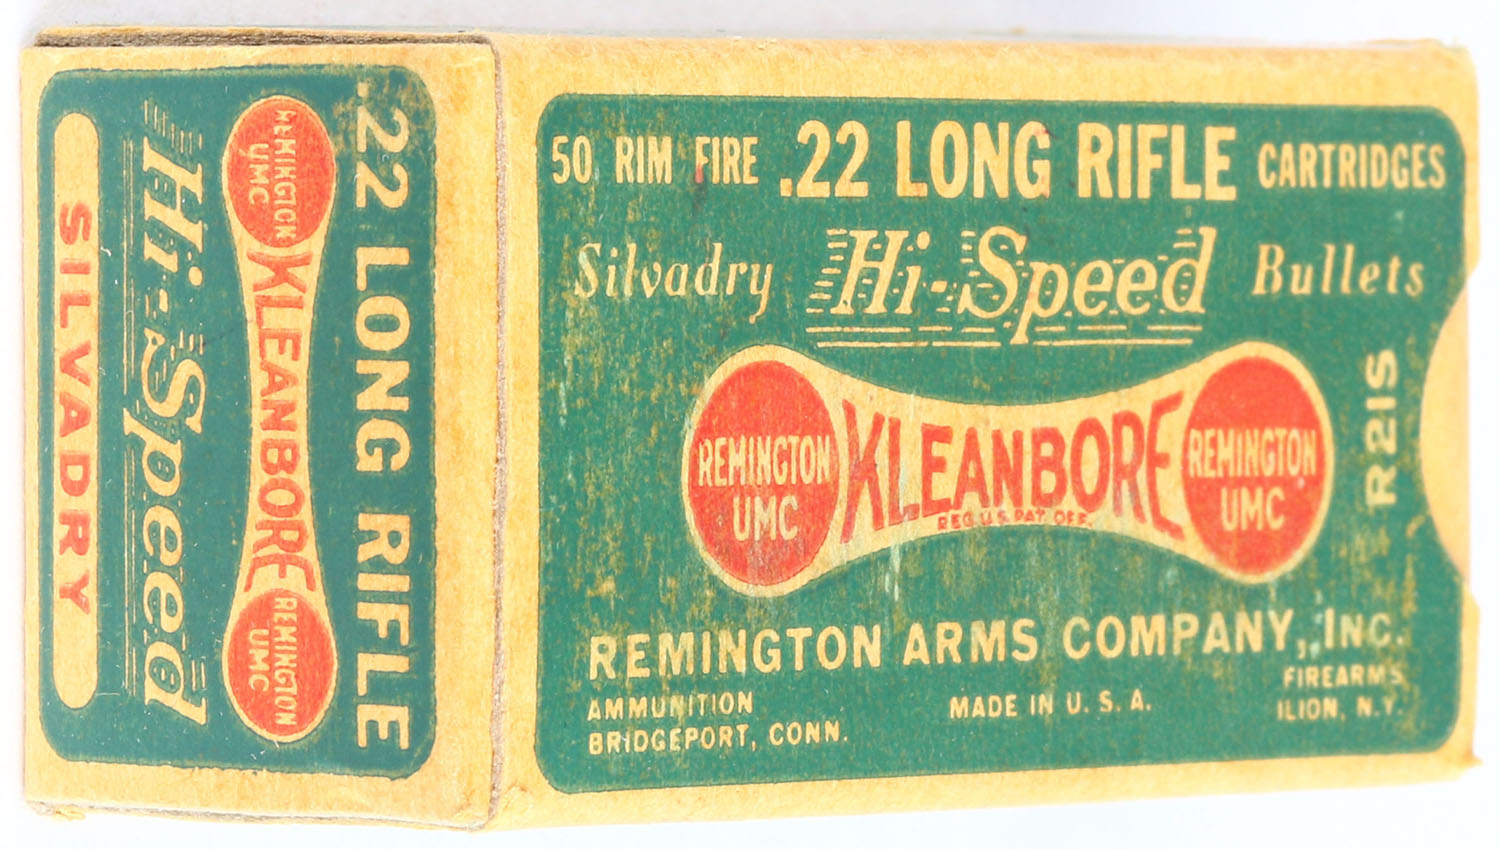 .22 LONG RIFLE
REMINGTON
UMC
KLEANBORE
REMINGTON
UMC
Hi-Speed
SILVADRY
50 RIM FIRE .22 LONG RIFLE CARTRIDGES
Silvadry Hi-Speed Bullets
REMINGTON
UMC
KLEANBORE
REG. U.S. PAT. OFF.
REMINGTON
UMC
R21S
REMINGTON ARMS COMPANY, INC.
AMMUNITION
BRIDGEPORT, CONN.
MADE IN U. S. A.
FIREARMS
ILION, N.Y.